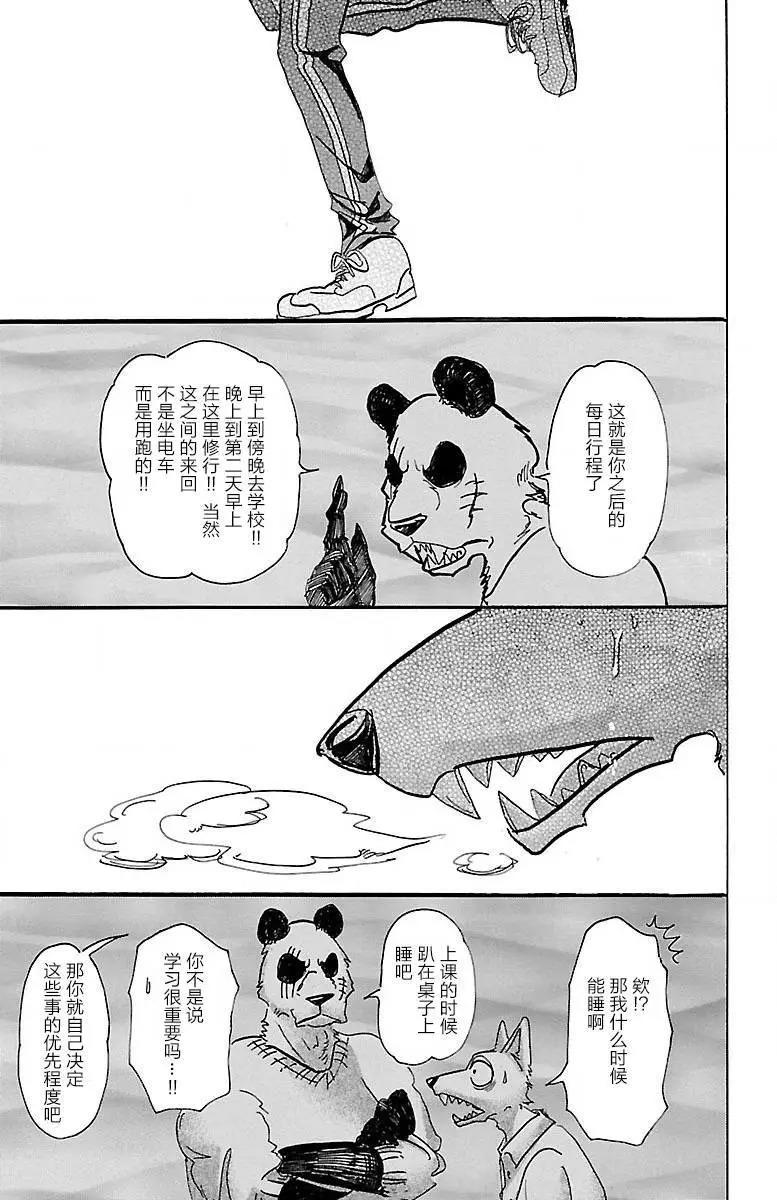 这就是你之后的
每日行程了
早上到傍晚去学校!!
晚上到第二天早上
在这里修行!! 当然
这之间的来回
不是坐电车
而是用跑的!!
欸!?
那我什么时候
能睡啊
上课的时候
趴在桌子上
睡吧
你不是说
学习很重要吗…!!
那你就自己决定
这些事的优先程度吧